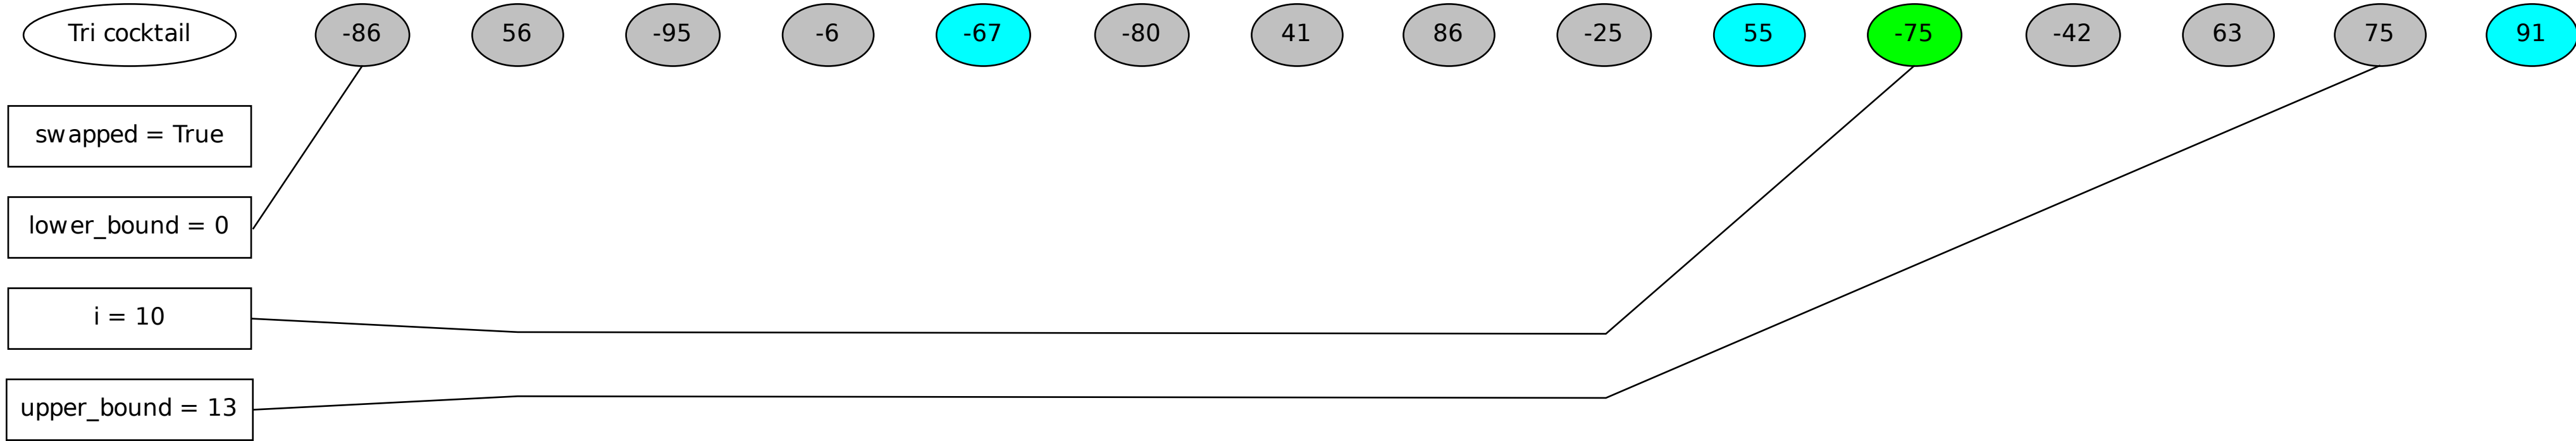 Tri cocktail -86 56 -95 -6 -67 -80 41 86 -25 55 -75 -42 63 75 91
swapped = True
lower_bound = 0
i = 10
upper_bound = 13